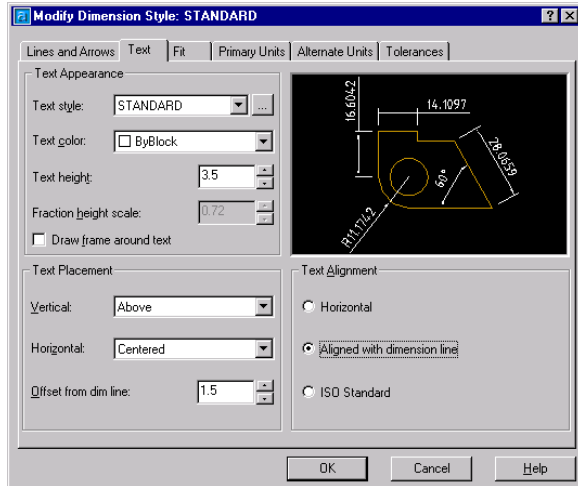 Modify Dimension Style: STANDARD
Lines and Arrows Text Fit Primary Units Alternate Units Tolerances
Text Appearance
Text style: STANDARD ...
Text color: ByBlock
Text height: 3.5
Fraction height scale: 0.72
Draw frame around text
16.6042
14.1097
28.0659
60°
R11.1742
Text Placement
Vertical: Above
Horizontal: Centered
Offset from dim line: 1.5
Text Alignment
Horizontal
Aligned with dimension line
ISO Standard
OK Cancel Help